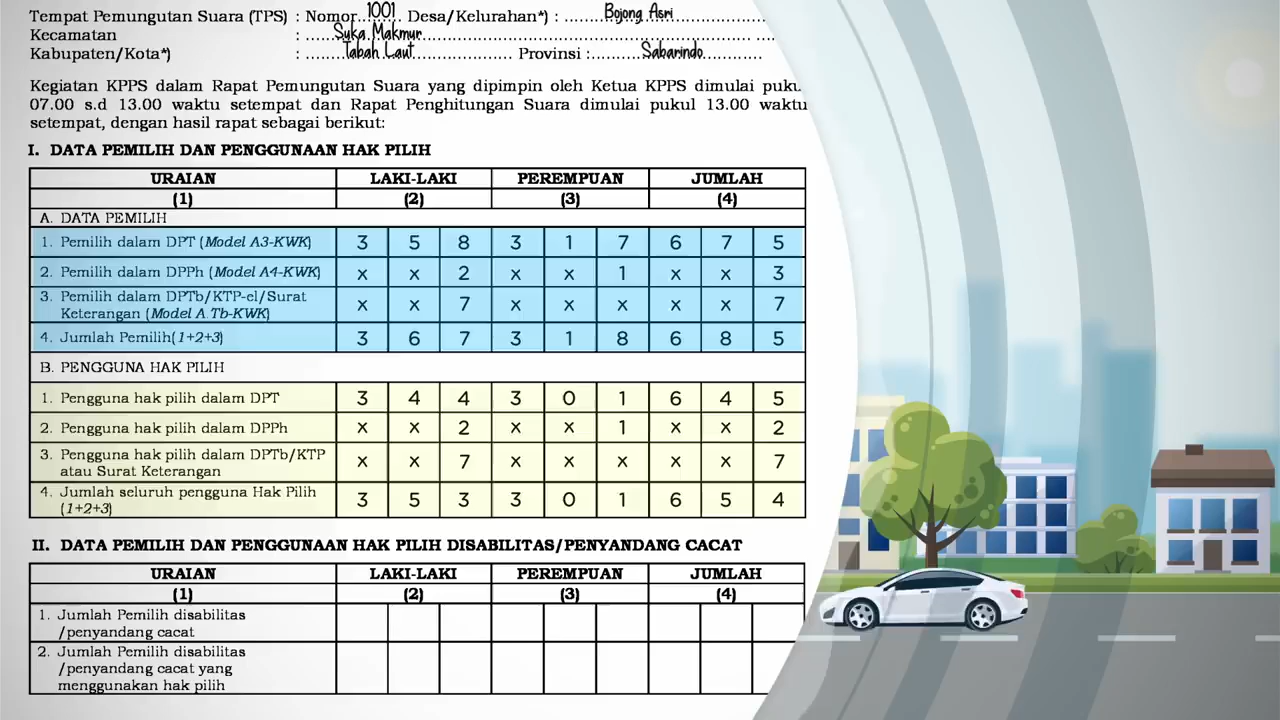 Tempat Pemungutan Suara (TPS) : Nomor 1001 Desa/Kelurahan*) : Bojong Asri
Kecamatan : Suka Makmur
Kabupaten/Kota*) : Tabah Laut Provinsi : Sabarindo
Kegiatan KPPS dalam Rapat Pemungutan Suara yang dipimpin oleh Ketua KPPS dimulai puku
07.00 s.d 13.00 waktu setempat dan Rapat Penghitungan Suara dimulai pukul 13.00 waktu
setempat, dengan hasil rapat sebagai berikut:
I. DATA PEMILIH DAN PENGGUNAAN HAK PILIH
URAIAN LAKI-LAKI PEREMPUAN JUMLAH
(1) (2) (3) (4)
A. DATA PEMILIH
1. Pemilih dalam DPT (Model A3-KWK) 3 5 8 3 1 7 6 7 5
2. Pemilih dalam DPPh (Model A4-KWK) x x 2 x x 1 x x 3
3. Pemilih dalam DPTb/KTP-el/Surat
Keterangan (Model A.Tb-KWK) x x 7 x x x x x 7
4. Jumlah Pemilih(1+2+3) 3 6 7 3 1 8 6 8 5
B. PENGGUNA HAK PILIH
1. Pengguna hak pilih dalam DPT 3 4 4 3 0 1 6 4 5
2. Pengguna hak pilih dalam DPPh x x 2 x x 1 x x 2
3. Pengguna hak pilih dalam DPTb/KTP
atau Surat Keterangan x x 7 x x x x x 7
4. Jumlah seluruh pengguna Hak Pilih
(1+2+3) 3 5 3 3 0 1 6 5 4
II. DATA PEMILIH DAN PENGGUNAAN HAK PILIH DISABILITAS/PENYANDANG CACAT
URAIAN LAKI-LAKI PEREMPUAN JUMLAH
(1) (2) (3) (4)
1. Jumlah Pemilih disabilitas
/penyandang cacat
2. Jumlah Pemilih disabilitas
/penyandang cacat yang
menggunakan hak pilih